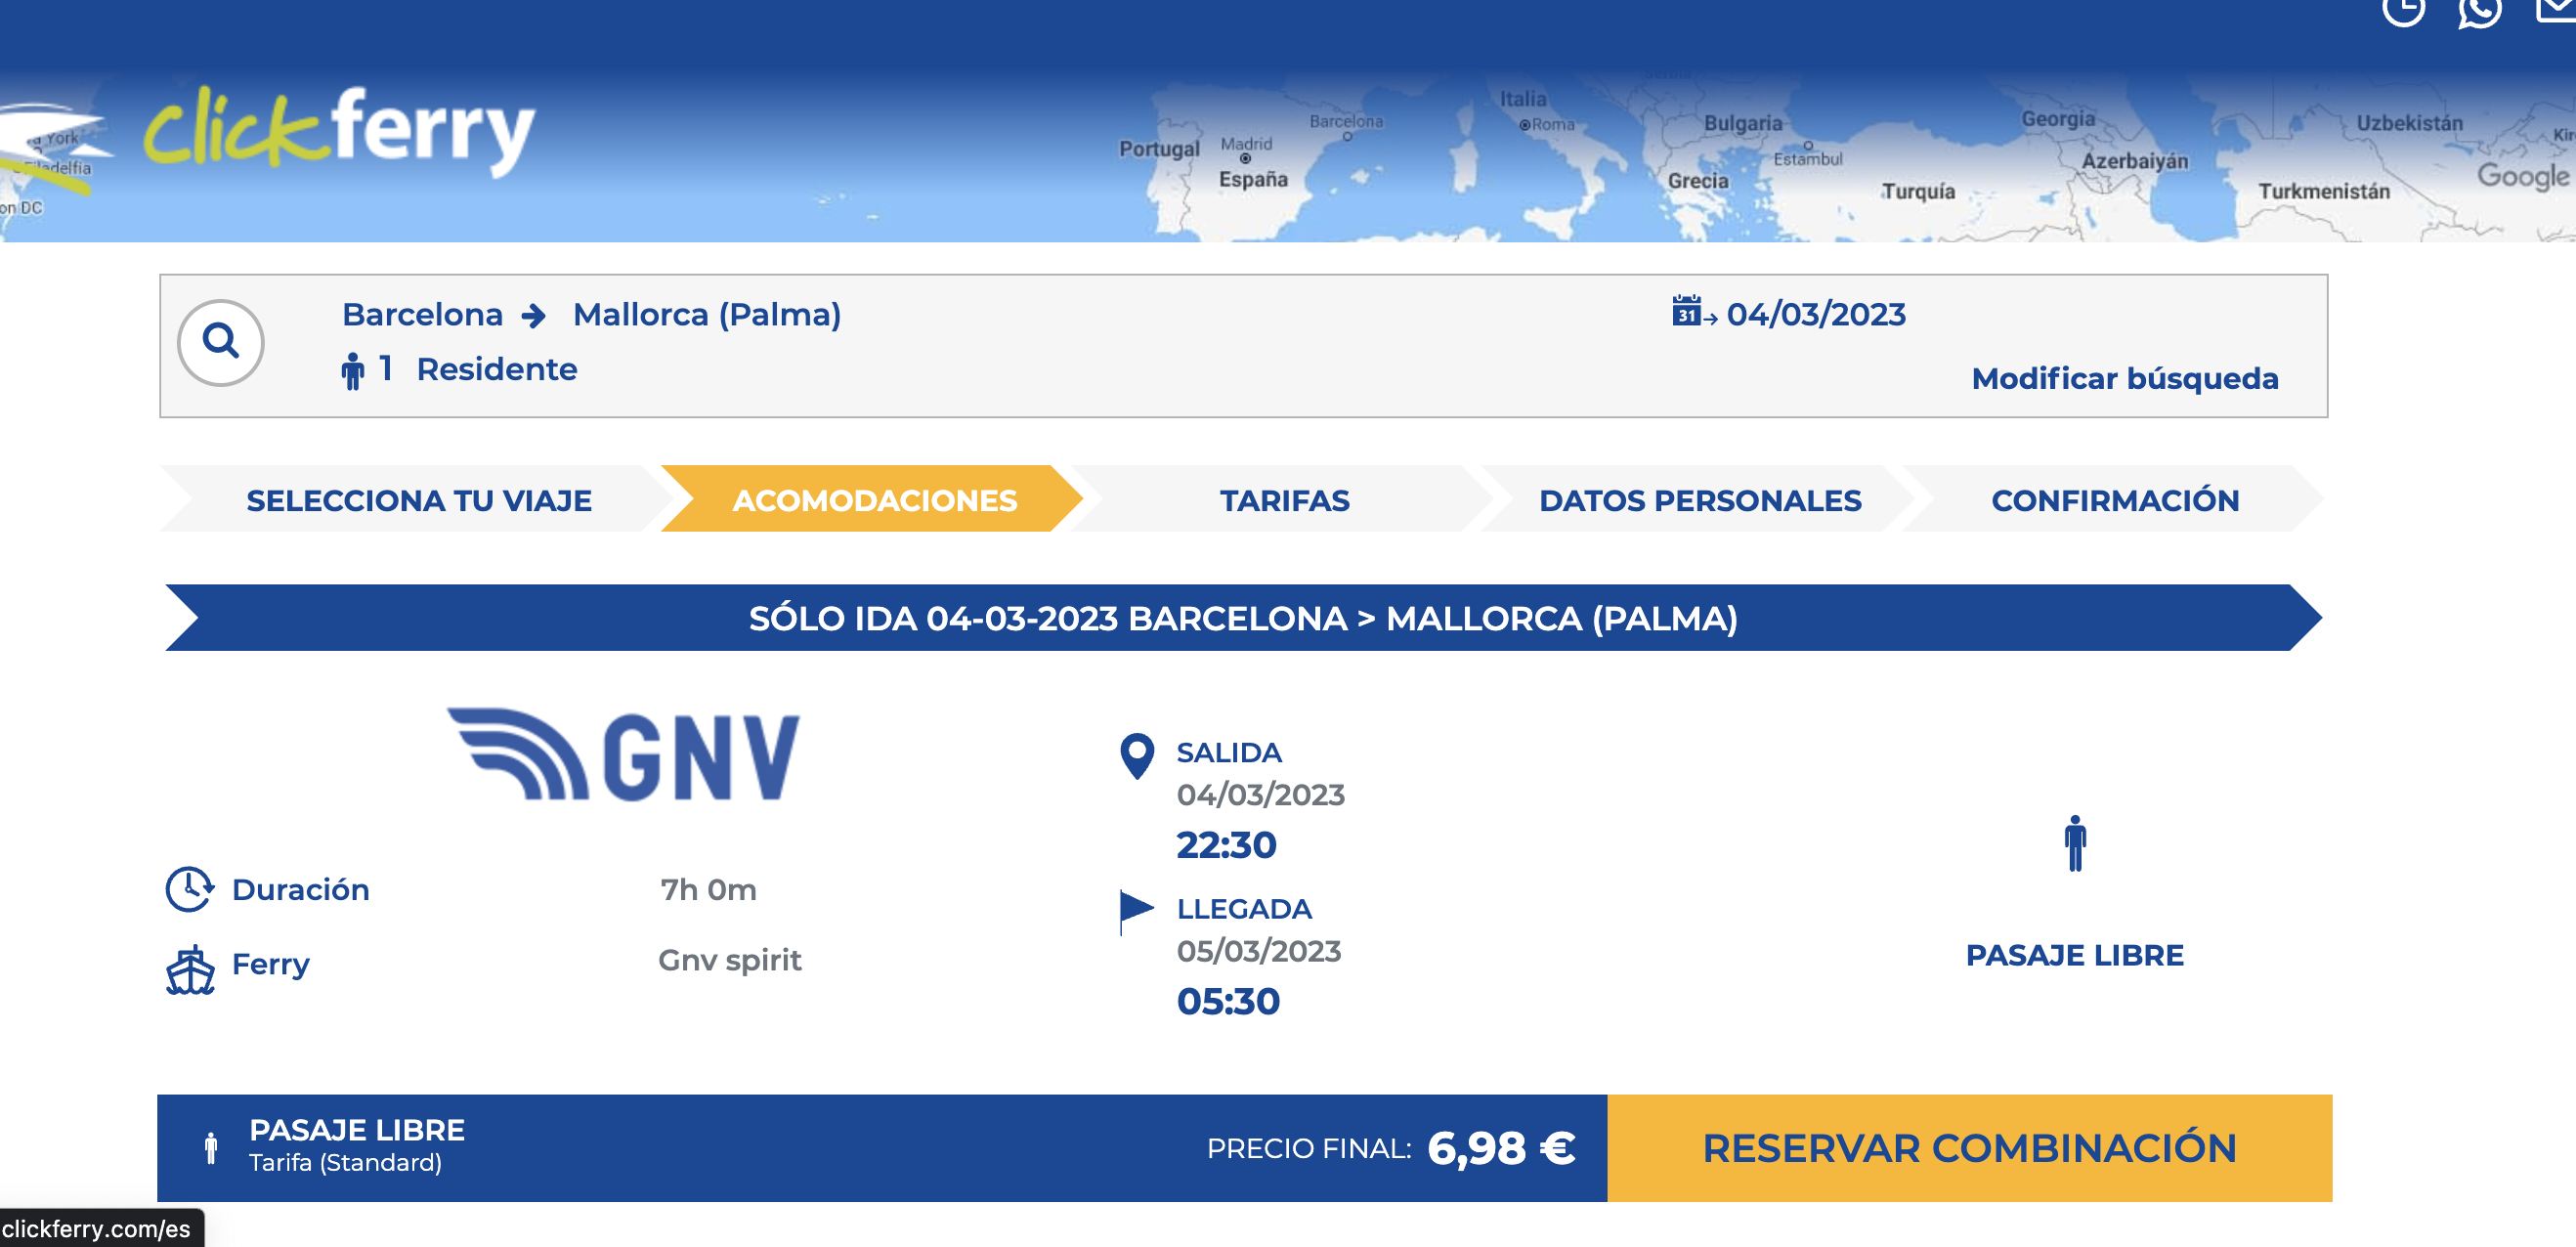 clickferry
York
adelfia
on DC
Portugal
Madrid
España
Barcelona
Italia
Roma
Bulgaria
Grecia
Estambul
Turquía
Georgia
Azerbaiyán
Uzbekistán
Turkmenistán
Kir
Google
Barcelona → Mallorca (Palma)
31 → 04/03/2023
1 Residente
Modificar búsqueda
SELECCIONA TU VIAJE
ACOMODACIONES
TARIFAS
DATOS PERSONALES
CONFIRMACIÓN
SÓLO IDA 04-03-2023 BARCELONA > MALLORCA (PALMA)
GNV
Duración 7h 0m
Ferry Gnv spirit
SALIDA
04/03/2023
22:30
LLEGADA
05/03/2023
05:30
PASAJE LIBRE
PASAJE LIBRE
Tarifa (Standard)
PRECIO FINAL: 6,98 €
RESERVAR COMBINACIÓN
clickferry.com/es